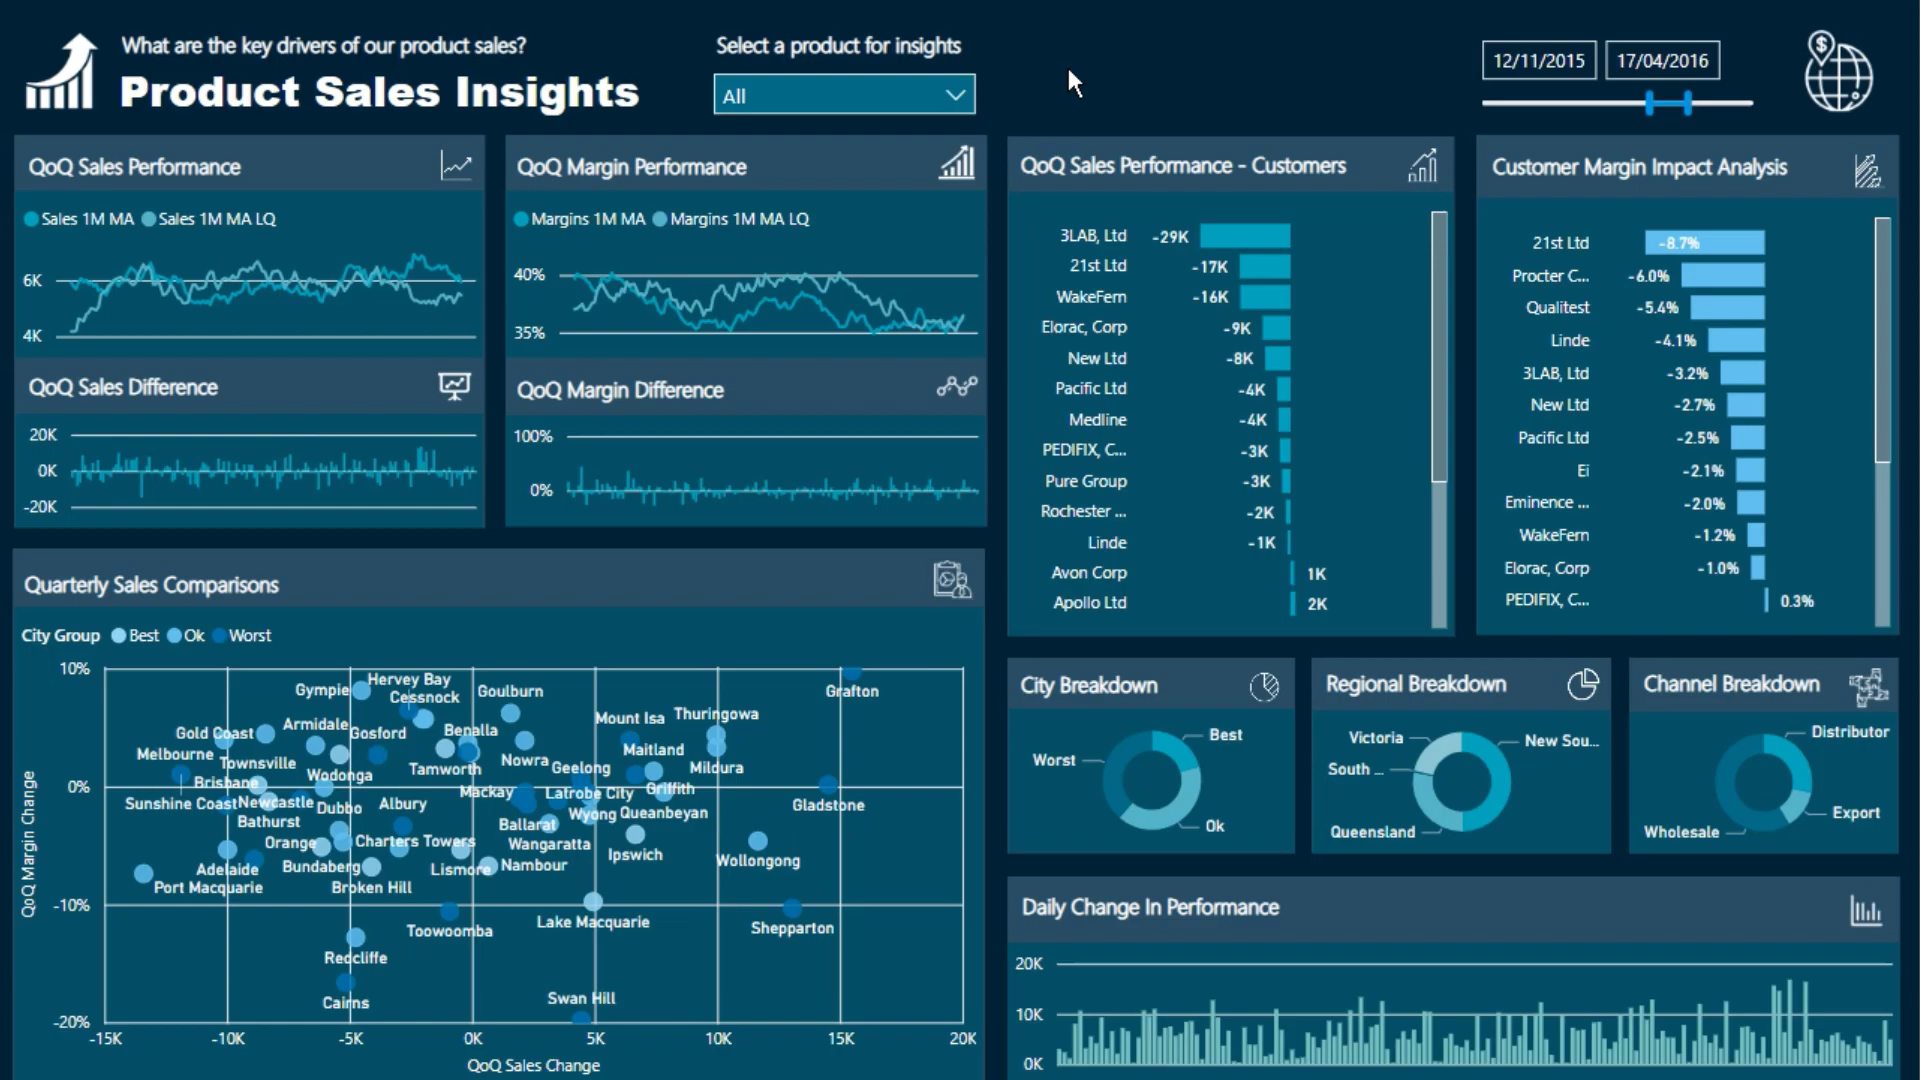 What are the key drivers of our product sales?
Product Sales Insights
Select a product for insights
All
12/11/2015
17/04/2016
QoQ Sales Performance
Sales 1M MA
Sales 1M MA LQ
6K
4K
QoQ Margin Performance
Margins 1M MA
Margins 1M MA LQ
40%
35%
QoQ Sales Difference
20K
0K
-20K
QoQ Margin Difference
100%
0%
QoQ Sales Performance - Customers
3LAB, Ltd -29K
21st Ltd -17K
WakeFern -16K
Elorac, Corp -9K
New Ltd -8K
Pacific Ltd -4K
Medline -4K
PEDIFIX, C... -3K
Pure Group -3K
Rochester ... -2K
Linde -1K
Avon Corp 1K
Apollo Ltd 2K
Customer Margin Impact Analysis
21st Ltd -8.7%
Procter C... -6.0%
Qualitest -5.4%
Linde -4.1%
3LAB, Ltd -3.2%
New Ltd -2.7%
Pacific Ltd -2.5%
Ei -2.1%
Eminence ... -2.0%
WakeFern -1.2%
Elorac, Corp -1.0%
PEDIFIX, C... 0.3%
Quarterly Sales Comparisons
City Group Best Ok Worst
QoQ Margin Change
10%
0%
-10%
-20%
Hervey Bay
Gympie
Cessnock
Goulburn
Grafton
Mount Isa
Thuringowa
Armidale
Gold Coast
Gosford
Benalla
Melbourne
Townsville
Maitland
Nowra
Geelong
Mildura
Tamworth
Wodonga
Brisbane
Mackay
Latrobe City
Griffith
Sunshine Coast
Newcastle
Dubbo
Albury
Gladstone
Wyong
Queanbeyan
Bathurst
Ballarat
Orange
Charters Towers
Wangaratta
Ipswich
Wollongong
Adelaide
Bundaberg
Lismore
Nambour
Port Macquarie
Broken Hill
Lake Macquarie
Toowoomba
Shepparton
Redcliffe
Cairns
Swan Hill
-15K
-10K
-5K
0K
5K
10K
15K
20K
QoQ Sales Change
City Breakdown
Best
Worst
Ok
Regional Breakdown
Victoria
New Sou...
South ...
Queensland
Channel Breakdown
Distributor
Export
Wholesale
Daily Change In Performance
20K
10K
0K